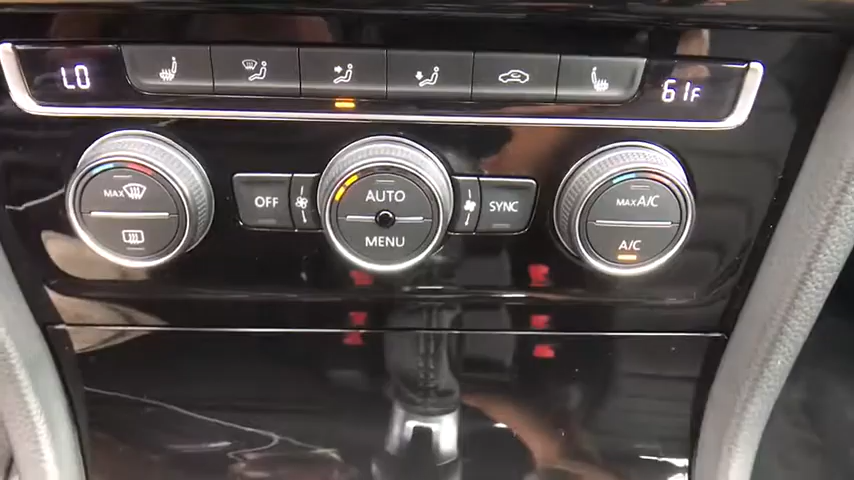 LO
61F
MAX
OFF
AUTO
MENU
SYNC
MAX A/C
A/C